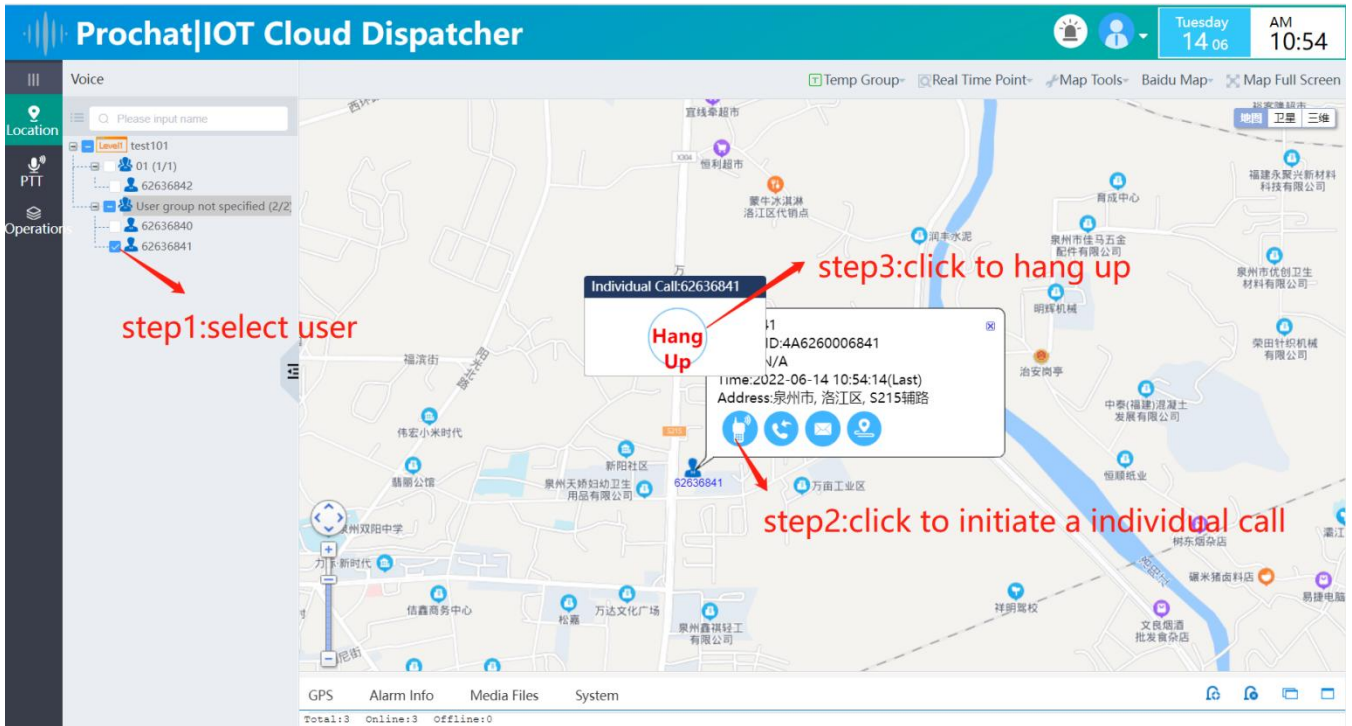 Prochat|IOT Cloud Dispatcher
Tuesday
14 06
AM
10:54
Voice
Temp Group
Real Time Point
Map Tools
Baidu Map
Map Full Screen
Location
PTT
Operations
Please input name
Level1 test101
01 (1/1)
62636842
User group not specified (2/2)
62636840
62636841
step1:select user
地图 卫星 三维
宜线牵超市
X304
恒利超市
蒙牛冰淇淋
洛江区代销点
育成中心
福建永聚兴新材料
科技有限公司
润丰水泥
泉州市佳马五金
配件有限公司
泉州市优创卫生
材料有限公司
万
step3:click to hang up
Individual Call:62636841
Hang
Up
明辉机械
41
ID:4A6260006841
N/A
Time:2022-06-14 10:54:14(Last)
Address:泉州市, 洛江区, S215辅路
荣田针织机械
有限公司
治安岗亭
福滨街
阳光北路
中泰(福建)混凝土
发展有限公司
伟宏小米时代
S215
新阳社区
翡丽公馆
泉州天娇妇幼卫生
用品有限公司
62636841
万亩工业区
恒顺纸业
step2:click to initiate a individual call
泉州双阳中学
树东烟杂店
灌江
新时代
碾米猪卤料店
易捷电脑
信鑫商务中心
松嘉
万达文化广场
祥明驾校
泉州鑫祺轻工
有限公司
文良烟酒
批发食杂店
尼街
GPS
Alarm Info
Media Files
System
Total:3 Online:3 Offline:0